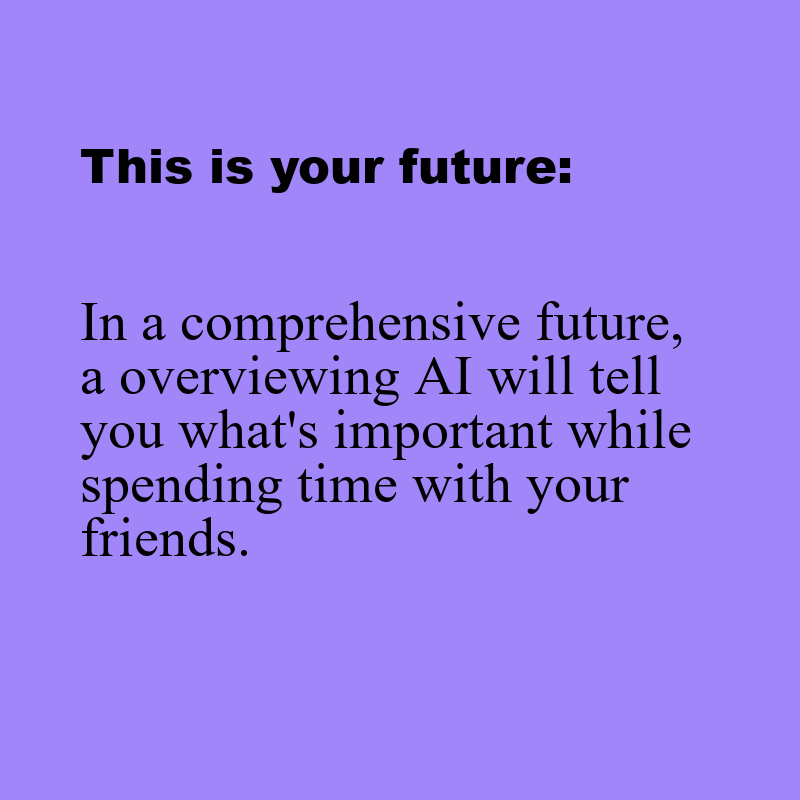 This is your future:
In a comprehensive future,
a overviewing AI will tell
you what's important while
spending time with your
friends.